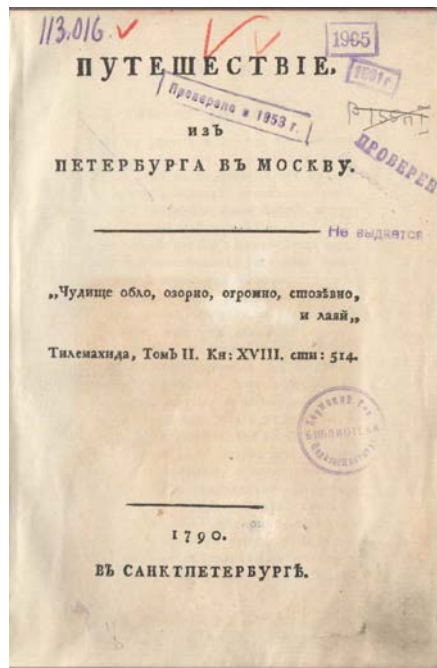 113.016
1965
ПУТЕШЕСТВІЕ.
Проверено в 1953 г.
изЪ
ПЕТЕРБУРГА ВЪ МОСКВУ.
ПРОВЕРЕН
Не выдается
„Чудище обло, озорно, огромно, стозѣвно,
и лаяй„
Тилемахида, ТомЪ II. Кн: XVIII. сти: 514.
БИБЛИОТЕКА
1790.
ВЪ САНКТПЕТЕРБУРГѢ.